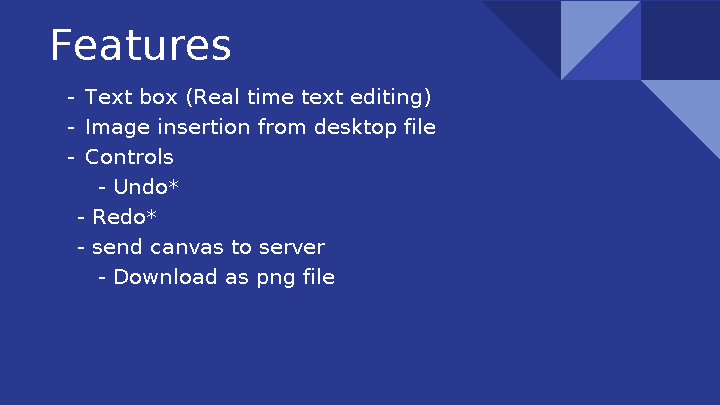 Features
- Text box (Real time text editing)
- Image insertion from desktop file
- Controls
- Undo*
- Redo*
- send canvas to server
- Download as png file